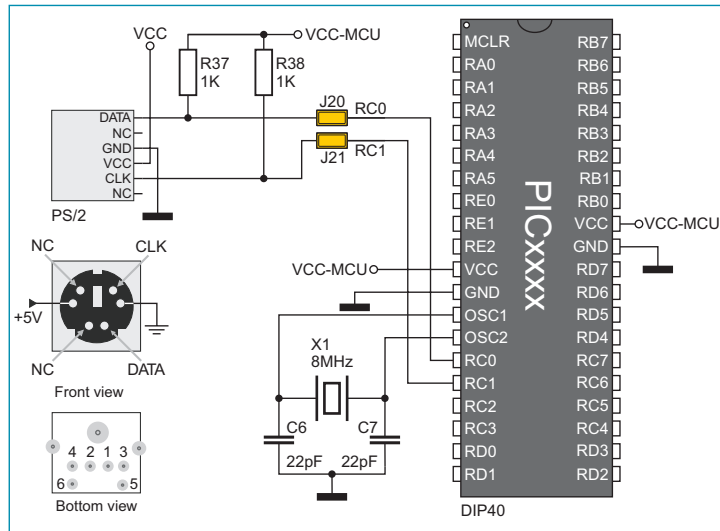 VCC
VCC-MCU
R37
1K
R38
1K
J20
RC0
J21
RC1
DATA
NC
GND
VCC
CLK
NC
PS/2
NC
CLK
+5V
NC
DATA
Front view
4 2 1 3
6 5
Bottom view
VCC-MCU
X1
8MHz
C6
C7
22pF
22pF
MCLR
RA0
RA1
RA2
RA3
RA4
RA5
RE0
RE1
RE2
VCC
GND
OSC1
OSC2
RC0
RC1
RC2
RC3
RD0
RD1
PICxxxx
RB7
RB6
RB5
RB4
RB3
RB2
RB1
RB0
VCC
GND
RD7
RD6
RD5
RD4
RC7
RC6
RC5
RC4
RD3
RD2
VCC-MCU
DIP40